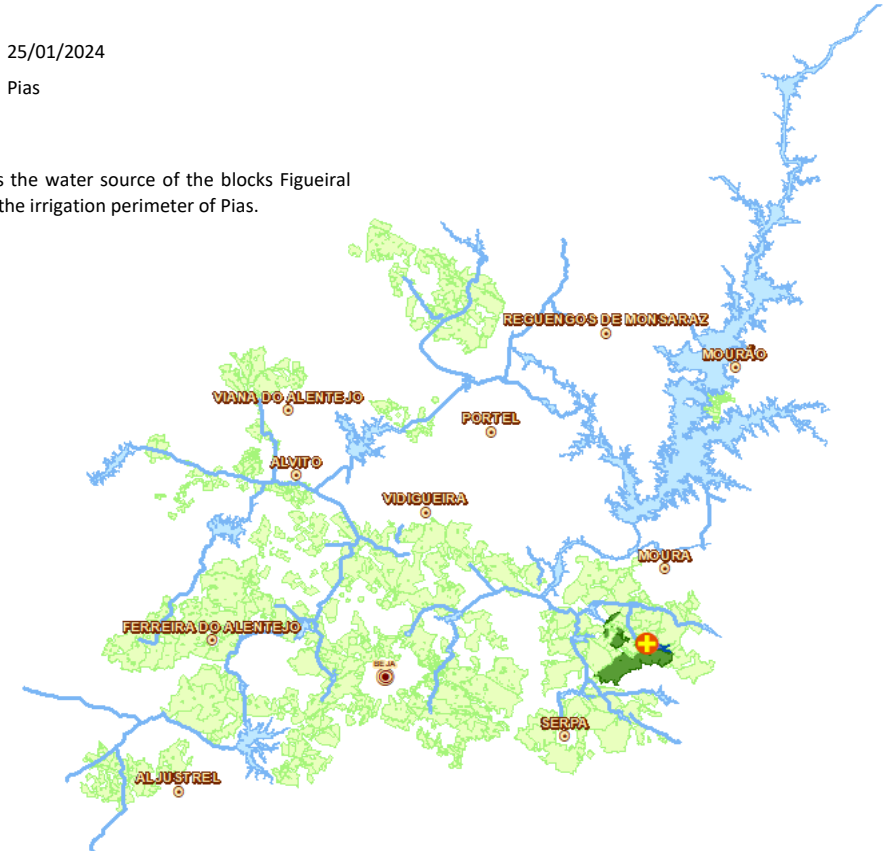 25/01/2024
Pias
s the water source of the blocks Figueiral
the irrigation perimeter of Pias.
REGUENGOS DE MONSARAZ
MOURÃO
VIANA DO ALENTEJO
PORTEL
ALVITO
VIDIGUEIRA
MOURA
FERREIRA DO ALENTEJO
BEJA
SERPA
ALJUSTREL